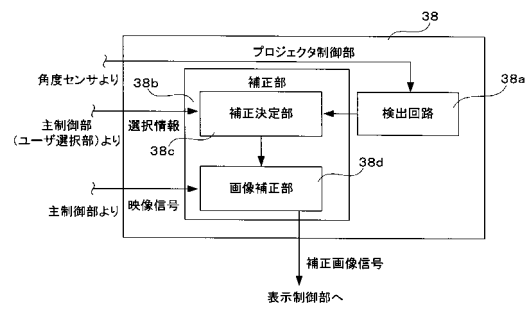 38
プロジェクタ制御部
角度センサより
補正部
38b
38a
主制御部
(ユーザ選択部)より
選択情報
補正決定部
検出回路
38c
38d
画像補正部
主制御部より
映像信号
補正画像信号
表示制御部へ